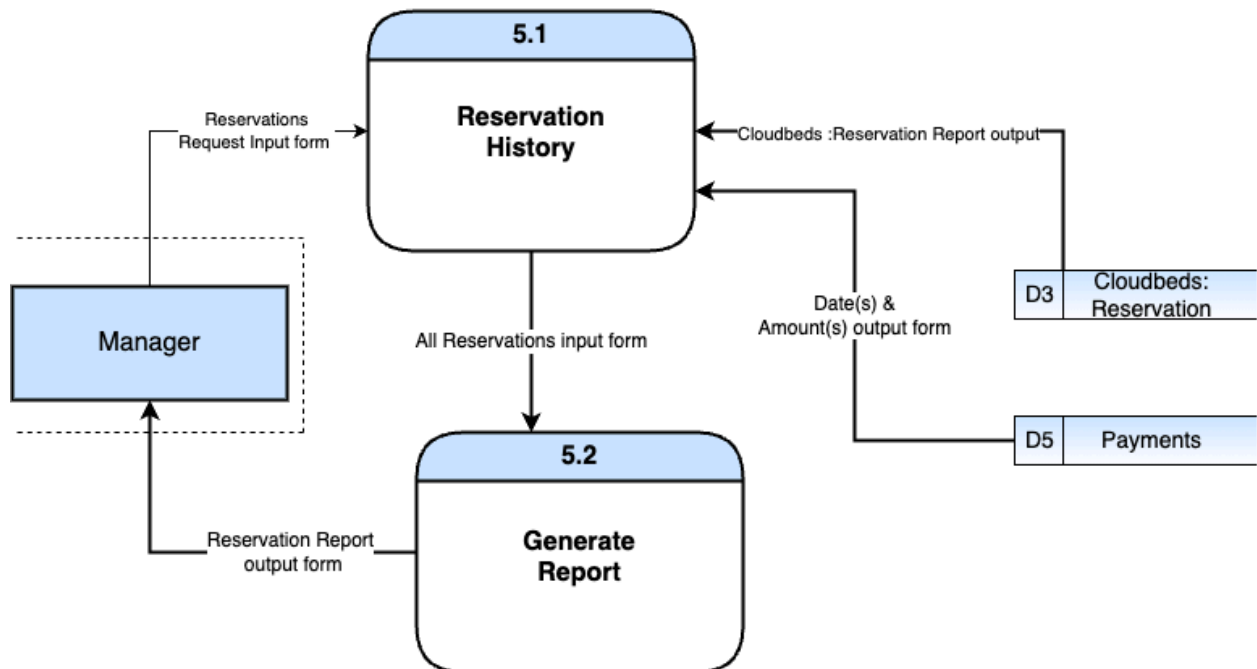 5.1
Reservation
History
Reservations
Request Input form
Cloudbeds :Reservation Report output
D3
Cloudbeds:
Reservation
Date(s) &
Amount(s) output form
Manager
All Reservations input form
D5
Payments
5.2
Generate
Report
Reservation Report
output form